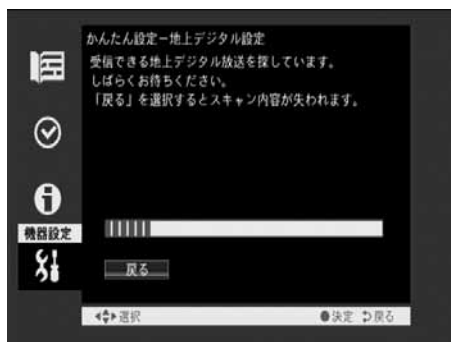 かんたん設定－地上デジタル設定
受信できる地上デジタル放送を探しています。
しばらくお待ちください。
「戻る」を選択するとスキャン内容が失われます。
機器設定
戻る
選択
決定 戻る